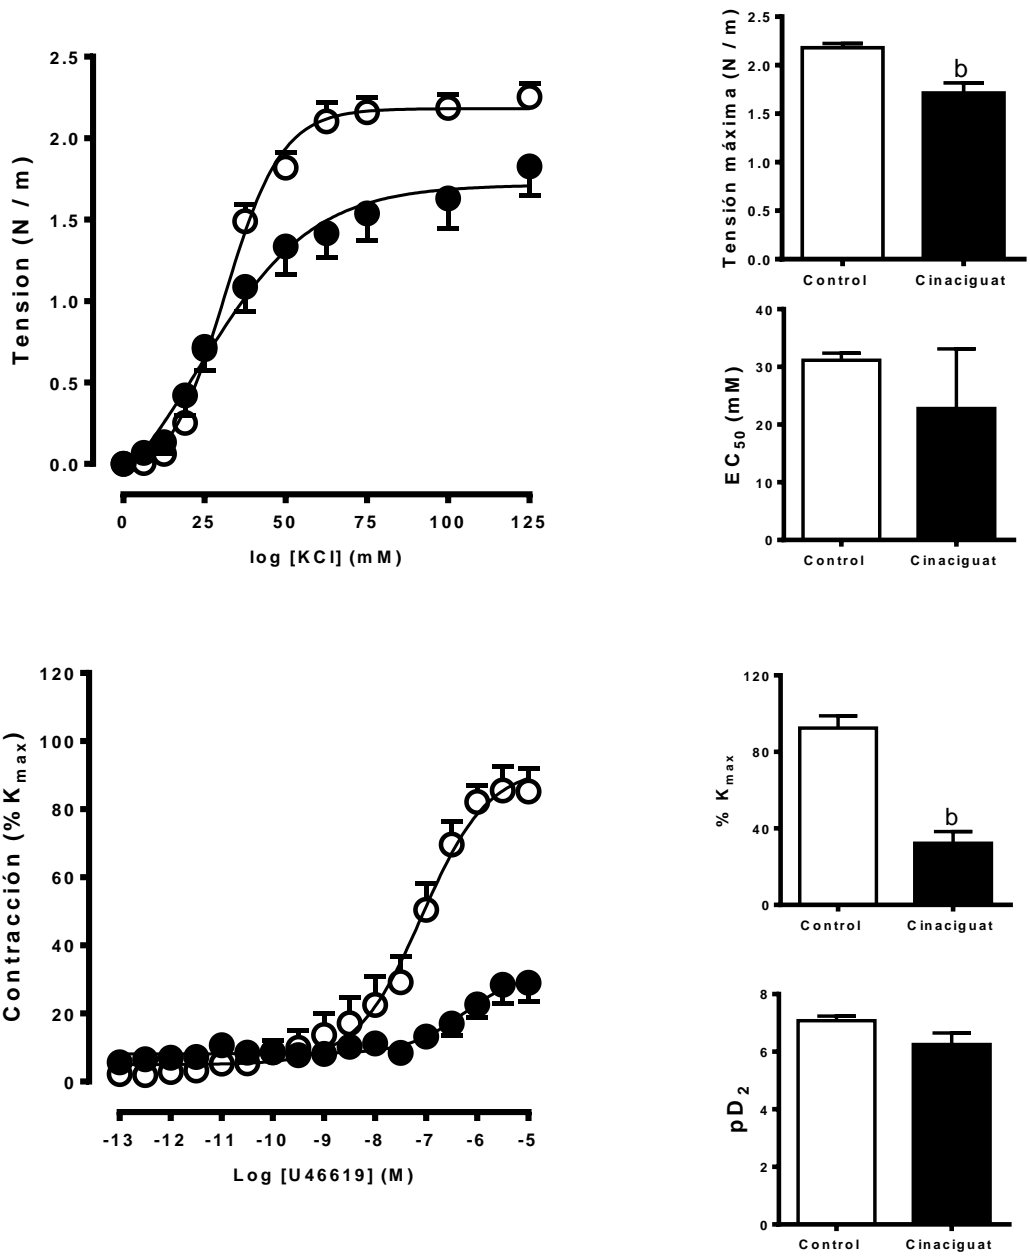 Tension (N / m)
2.5
2.0
1.5
1.0
0.5
0.0
0 25 50 75 100 125
log [KCl] (mM)
Tensión máxima (N / m)
2.5
2.0
1.5
1.0
0.5
0.0
b
Control Cinaciguat
EC50 (mM)
40
30
20
10
0
Control Cinaciguat
Contracción (% Kmax)
120
100
80
60
40
20
0
-13 -12 -11 -10 -9 -8 -7 -6 -5
Log [U46619] (M)
% Kmax
120
80
40
0
b
Control Cinaciguat
pD2
8
6
4
2
0
Control Cinaciguat